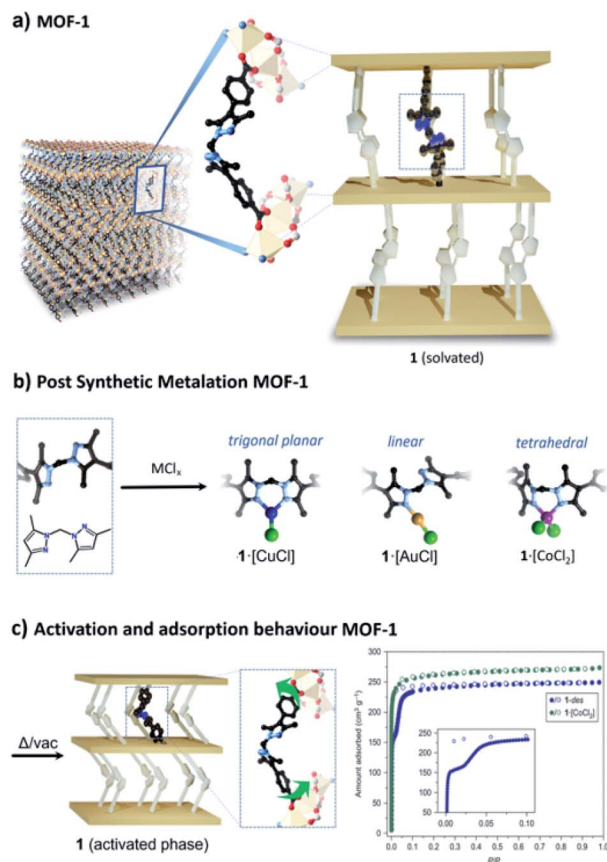 a) MOF-1
1 (solvated)
b) Post Synthetic Metalation MOF-1
MClₓ
trigonal planar
linear
tetrahedral
1·[CuCl]
1·[AuCl]
1·[CoCl₂]
c) Activation and adsorption behaviour MOF-1
Δ/vac
1 (activated phase)
Amount adsorbed (cm³ g⁻¹)
300
250
200
150
100
50
0
1-des
1·[CoCl₂]
250
200
150
100
50
0.00
0.05
0.10
0
0.1
0.2
0.3
0.4
0.5
0.6
0.7
0.8
0.9
1.0
N
N
N
N